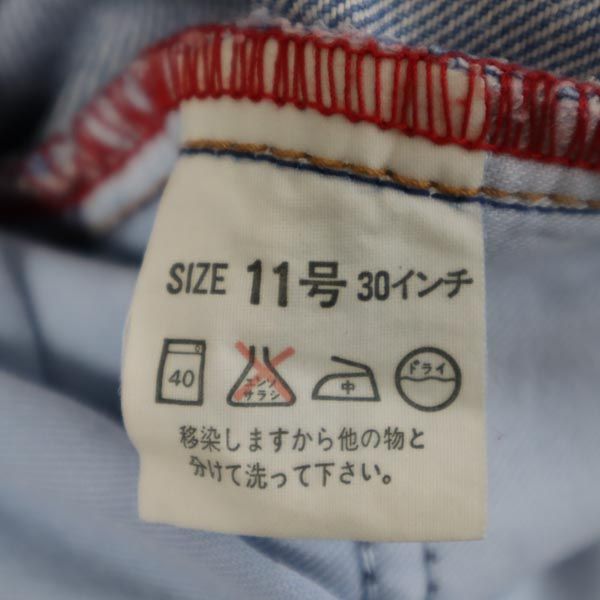 SIZE 11号 30インチ
40 エンソ サラシ 中 ドライ
移染しますから他の物と
分けて洗って下さい。